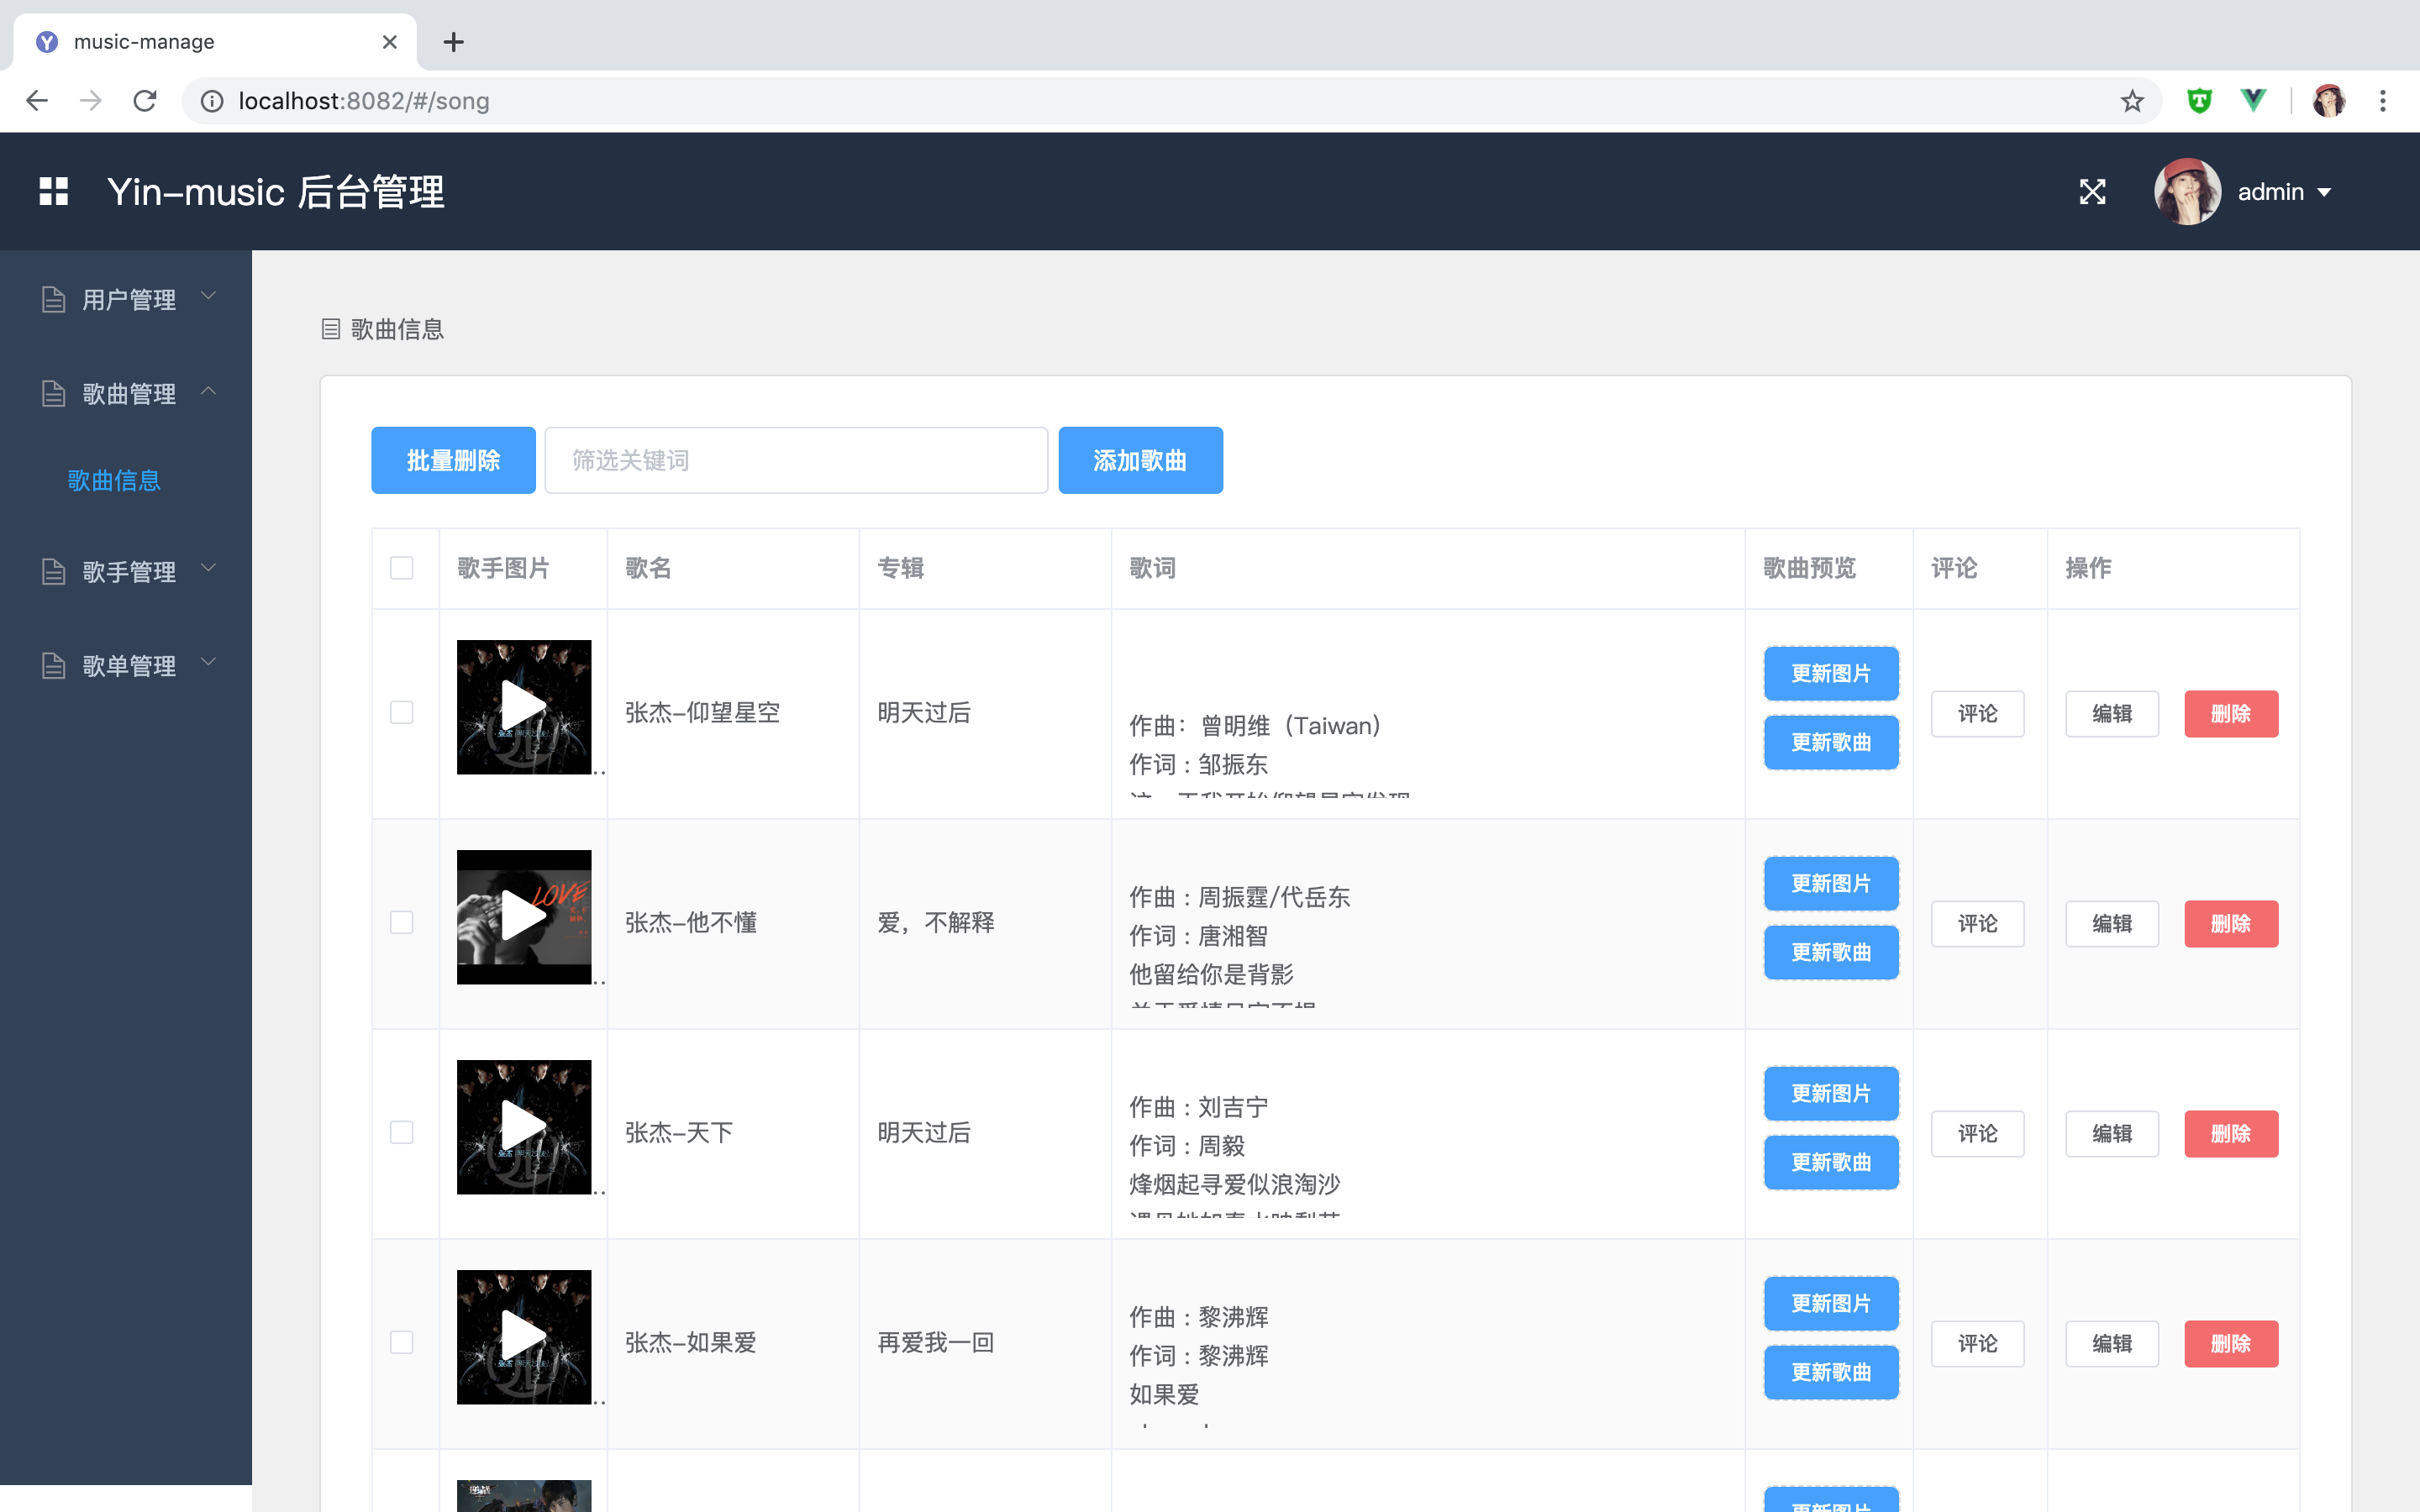 music-manage
localhost:8082/#/song
Yin-music 后台管理
admin
用户管理
歌曲管理
歌曲信息
歌手管理
歌单管理
歌曲信息
批量删除 筛选关键词 添加歌曲
歌手图片 歌名 专辑 歌词 歌曲预览 评论 操作
张杰-仰望星空 明天过后
作曲：曾明维（Taiwan）
作词 : 邹振东
更新图片
更新歌曲
评论 编辑 删除
LOVE
张杰-他不懂 爱，不解释
作曲 : 周振霆/代岳东
作词 : 唐湘智
他留给你是背影
更新图片
更新歌曲
评论 编辑 删除
张杰-天下 明天过后
作曲 : 刘吉宁
作词 : 周毅
烽烟起寻爱似浪淘沙
更新图片
更新歌曲
评论 编辑 删除
张杰-如果爱 再爱我一回
作曲 : 黎沸辉
作词 : 黎沸辉
如果爱
更新图片
更新歌曲
评论 编辑 删除
逆战
更新图片